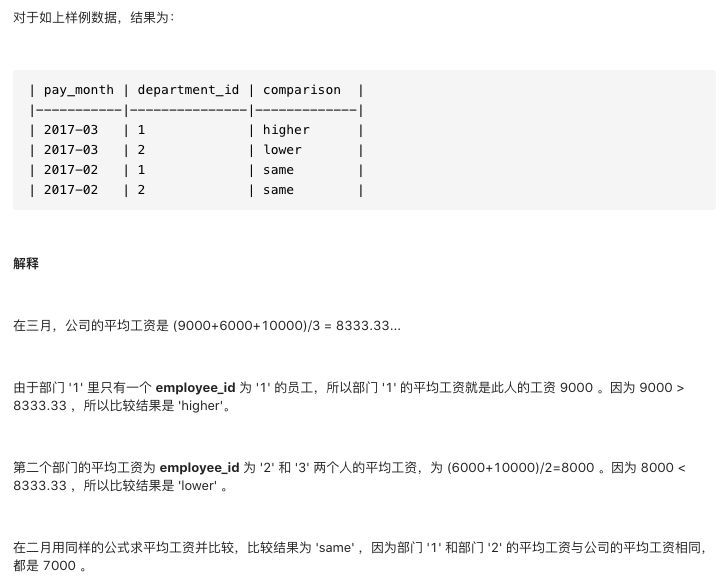 对于如上样例数据，结果为：
| pay_month | department_id | comparison  |
|-----------|---------------|-------------|
| 2017-03   | 1             | higher      |
| 2017-03   | 2             | lower       |
| 2017-02   | 1             | same        |
| 2017-02   | 2             | same        |
解释
在三月，公司的平均工资是 (9000+6000+10000)/3 = 8333.33...
由于部门 '1' 里只有一个 employee_id 为 '1' 的员工，所以部门 '1' 的平均工资就是此人的工资 9000 。因为 9000 >
8333.33 ，所以比较结果是 'higher'。
第二个部门的平均工资为 employee_id 为 '2' 和 '3' 两个人的平均工资，为 (6000+10000)/2=8000 。因为 8000 <
8333.33 ，所以比较结果是 'lower' 。
在二月用同样的公式求平均工资并比较，比较结果为 'same' ，因为部门 '1' 和部门 '2' 的平均工资与公司的平均工资相同，
都是 7000 。